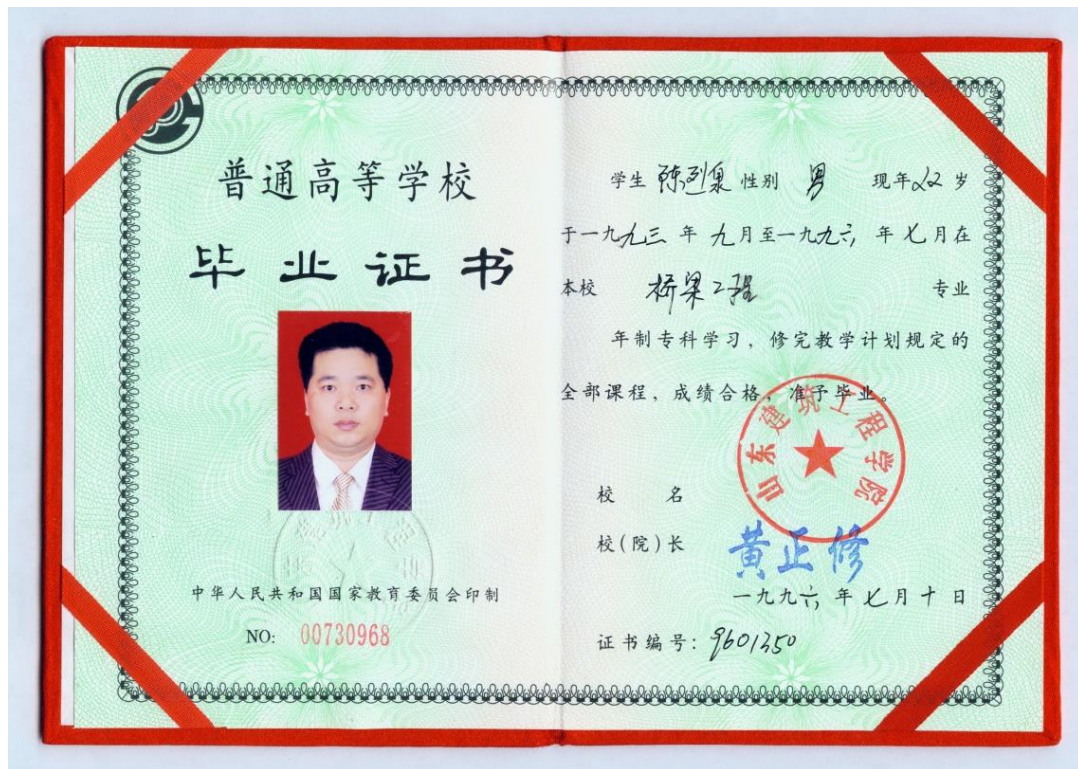 普通高等学校
毕业证书
中华人民共和国国家教育委员会印制
NO: 00730968
学生 陈列泉 性别 男 现年22岁
于一九九三年九月至一九九六年七月在
本校 桥梁工程 专业
年制专科学习，修完教学计划规定的
全部课程，成绩合格，准予毕业。
山东建筑工程学院
校 名
校(院)长 黄正修
一九九六年七月十日
证书编号: 9601350